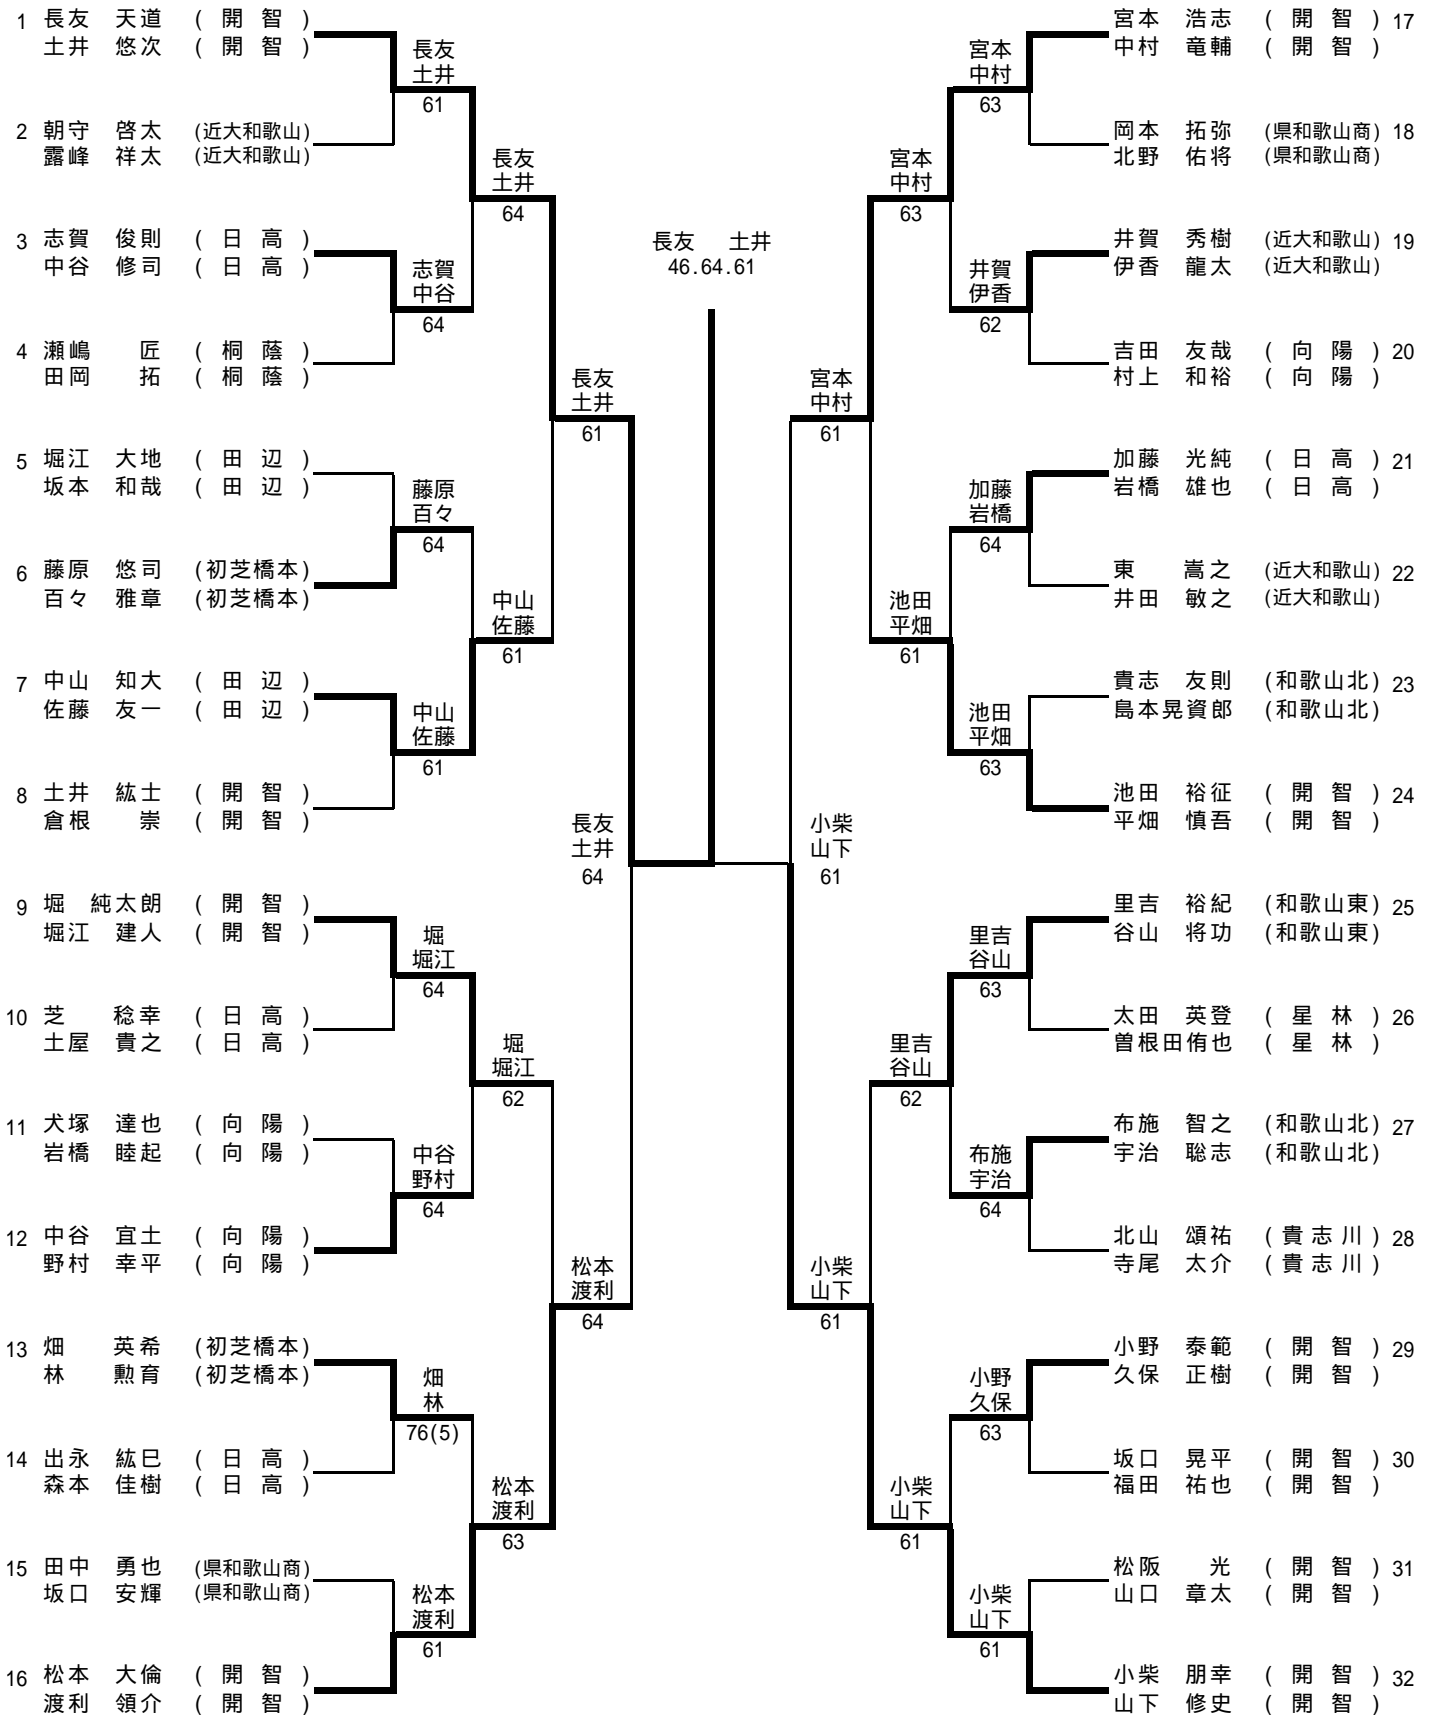 1 長友 天道 ( 開 智 )
土井 悠次 ( 開 智 )
2 朝守 啓太 (近大和歌山)
露峰 祥太 (近大和歌山)
3 志賀 俊則 ( 日 高 )
中谷 修司 ( 日 高 )
4 瀬嶋 匠 ( 桐 蔭 )
田岡 拓 ( 桐 蔭 )
5 堀江 大地 ( 田 辺 )
坂本 和哉 ( 田 辺 )
6 藤原 悠司 (初芝橋本)
百々 雅章 (初芝橋本)
7 中山 知大 ( 田 辺 )
佐藤 友一 ( 田 辺 )
8 土井 紘士 ( 開 智 )
倉根 崇 ( 開 智 )
9 堀 純太朗 ( 開 智 )
堀江 建人 ( 開 智 )
10 芝 稔幸 ( 日 高 )
土屋 貴之 ( 日 高 )
11 犬塚 達也 ( 向 陽 )
岩橋 睦起 ( 向 陽 )
12 中谷 宜士 ( 向 陽 )
野村 幸平 ( 向 陽 )
13 畑 英希 (初芝橋本)
林 勲育 (初芝橋本)
14 出永 紘巳 ( 日 高 )
森本 佳樹 ( 日 高 )
15 田中 勇也 (県和歌山商)
坂口 安輝 (県和歌山商)
16 松本 大倫 ( 開 智 )
渡利 領介 ( 開 智 )
長友
土井
61
志賀
中谷
64
藤原
百々
64
中山
佐藤
61
堀
堀江
64
中谷
野村
64
畑
林
76(5)
松本
渡利
61
長友
土井
64
中山
佐藤
61
堀
堀江
62
松本
渡利
63
長友
土井
61
松本
渡利
64
長友
土井
64
長友 土井
46.64.61
小柴
山下
61
宮本
中村
61
小柴
山下
61
宮本
中村
63
池田
平畑
61
里吉
谷山
62
小柴
山下
61
宮本
中村
63
井賀
伊香
62
加藤
岩橋
64
池田
平畑
63
里吉
谷山
63
布施
宇治
64
小野
久保
63
小柴
山下
61
宮本 浩志 ( 開 智 ) 17
中村 竜輔 ( 開 智 )
岡本 拓弥 (県和歌山商) 18
北野 佑将 (県和歌山商)
井賀 秀樹 (近大和歌山) 19
伊香 龍太 (近大和歌山)
吉田 友哉 ( 向 陽 ) 20
村上 和裕 ( 向 陽 )
加藤 光純 ( 日 高 ) 21
岩橋 雄也 ( 日 高 )
東 嵩之 (近大和歌山) 22
井田 敏之 (近大和歌山)
貴志 友則 (和歌山北) 23
島本晃資郎 (和歌山北)
池田 裕征 ( 開 智 ) 24
平畑 慎吾 ( 開 智 )
里吉 裕紀 (和歌山東) 25
谷山 将功 (和歌山東)
太田 英登 ( 星 林 ) 26
曽根田侑也 ( 星 林 )
布施 智之 (和歌山北) 27
宇治 聡志 (和歌山北)
北山 頌祐 (貴志川) 28
寺尾 太介 (貴志川)
小野 泰範 ( 開 智 ) 29
久保 正樹 ( 開 智 )
坂口 晃平 ( 開 智 ) 30
福田 祐也 ( 開 智 )
松阪 光 ( 開 智 ) 31
山口 章太 ( 開 智 )
小柴 朋幸 ( 開 智 ) 32
山下 修史 ( 開 智 )